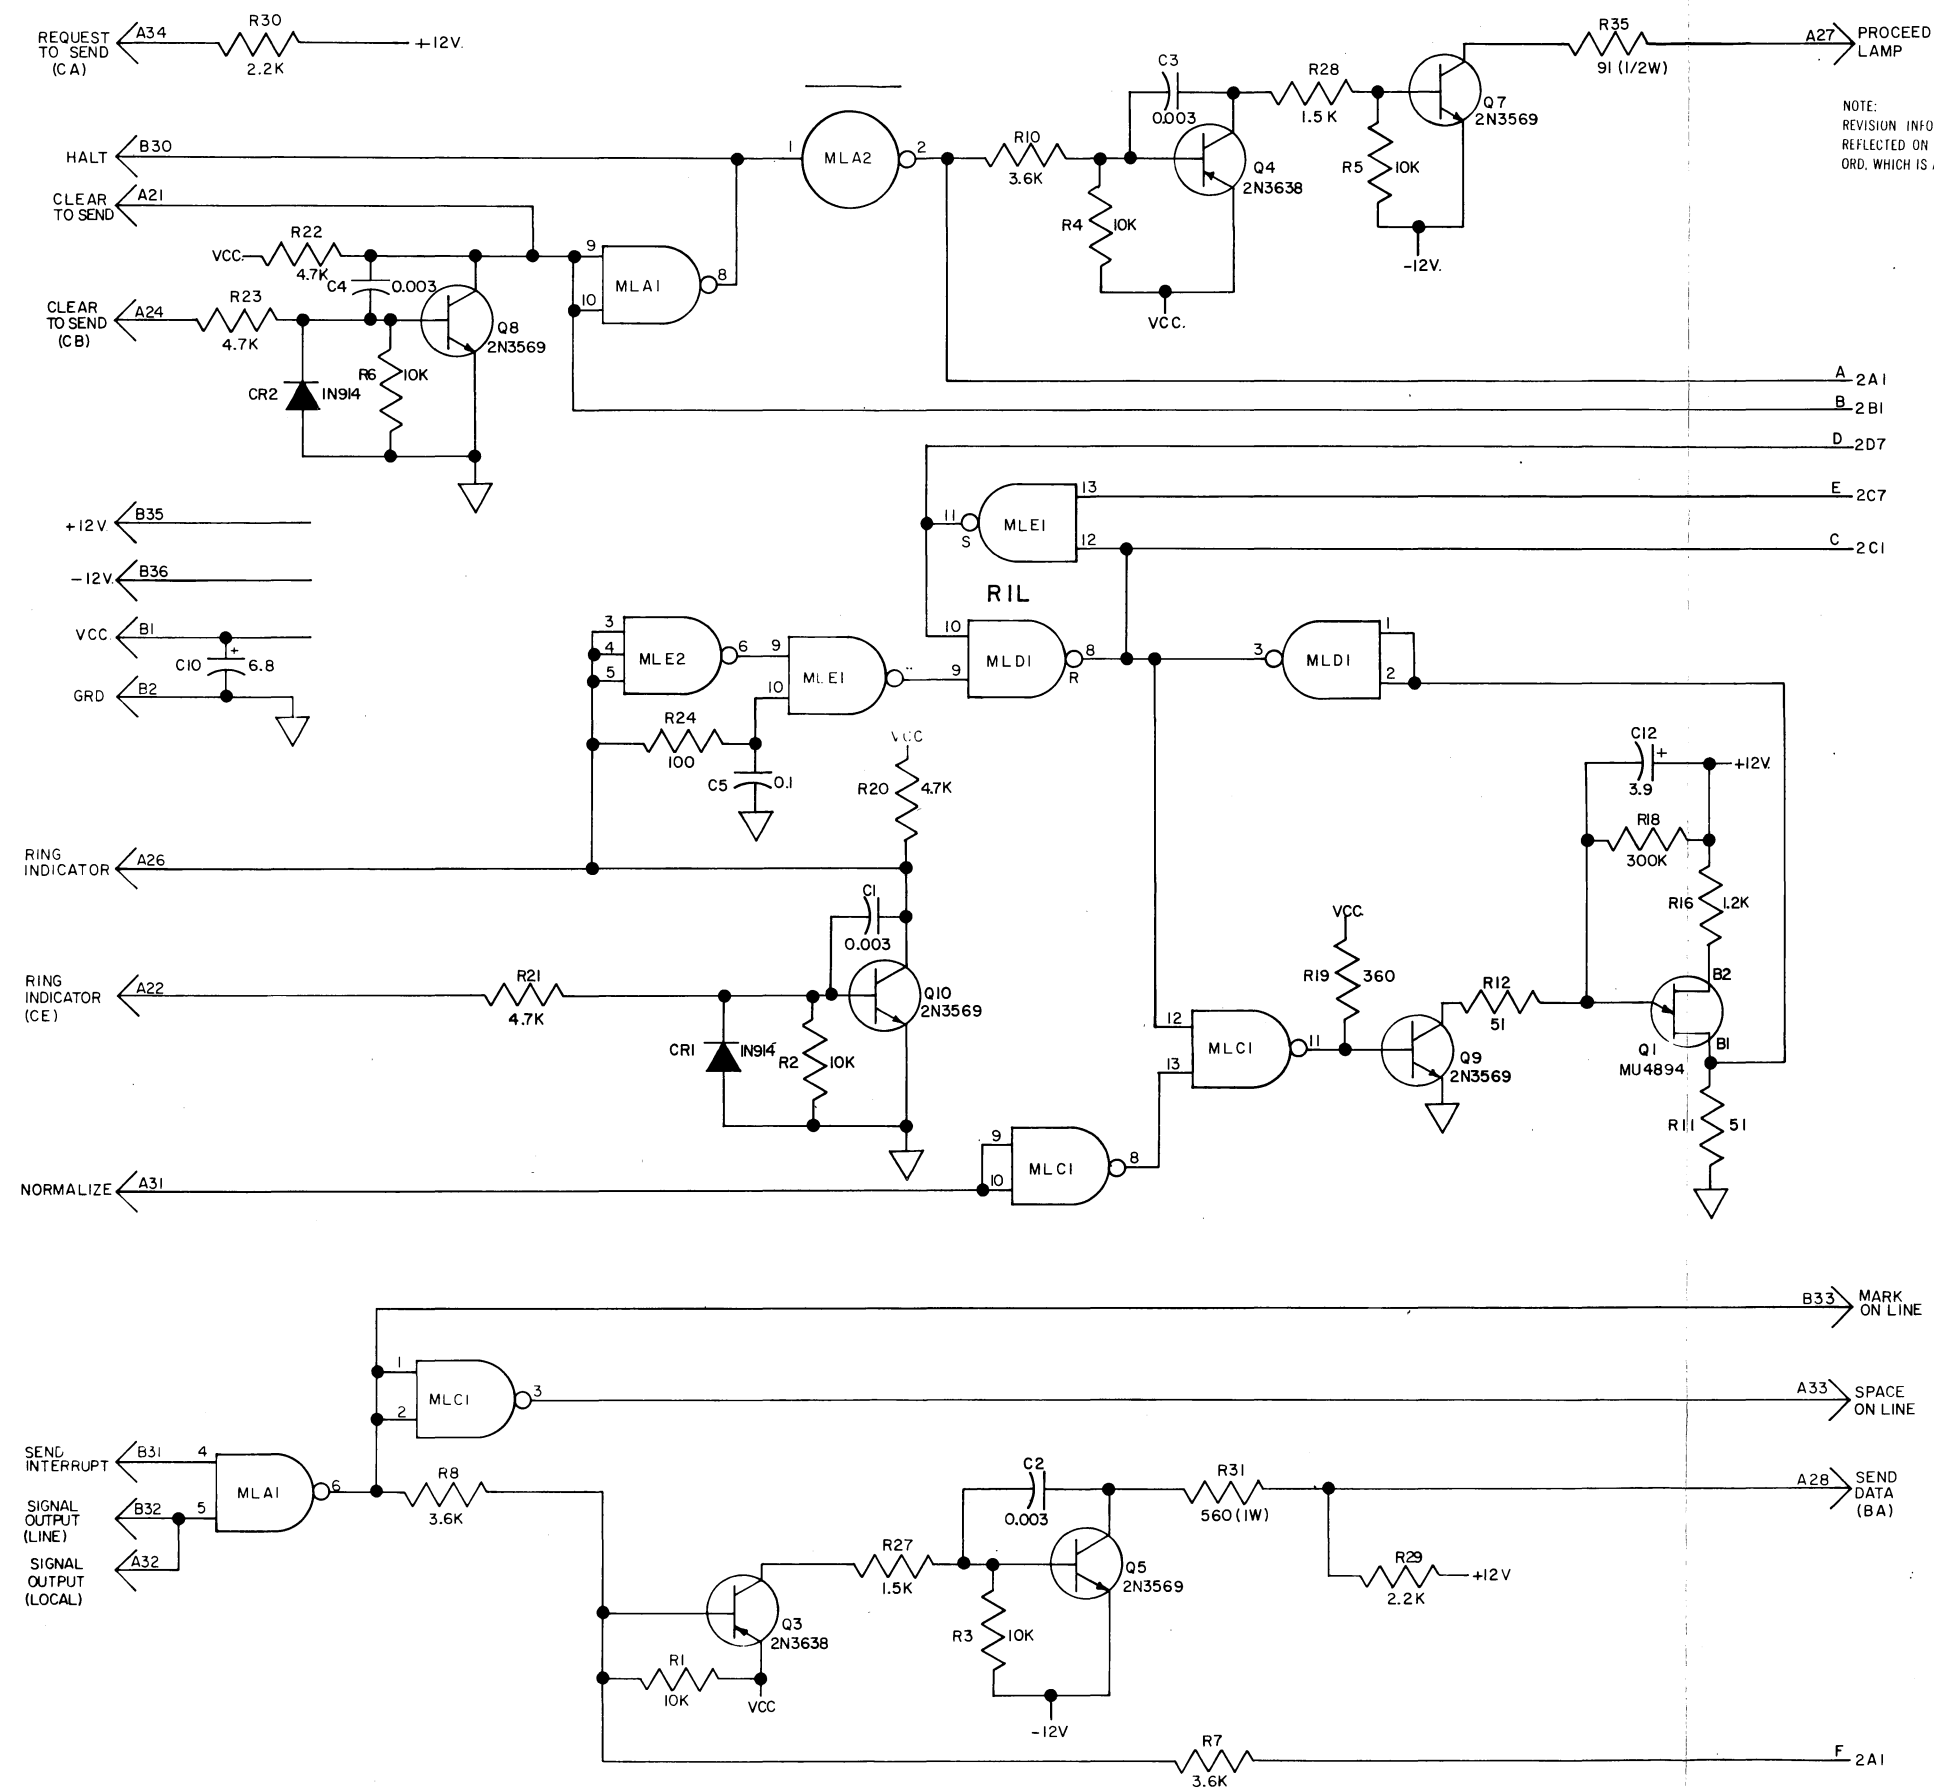 REQUEST
TO SEND
(CA)
A34
R30
2.2K
+12V.
R35
91 (1/2W)
A27
PROCEED
LAMP
NOTE:
REVISION INFO
REFLECTED ON
ORD, WHICH IS
HALT
B30
1
MLA2
2
R10
3.6K
C3
0.003
R28
1.5K
Q4
2N3638
R4
10K
VCC.
R5
10K
Q7
2N3569
-12V.
CLEAR
TO SEND
A21
VCC.
R22
4.7K
C4
0.003
9
10
MLA1
8
CLEAR
TO SEND
(CB)
A24
R23
4.7K
Q8
2N3569
CR2
IN914
R6
10K
A 2A1
B 2B1
D 2D7
E 2C7
C 2C1
+12V.
B35
-12V.
B36
VCC.
B1
C10
+
6.8
GRD
B2
11
S
MLE1
13
12
R1L
3
4
5
MLE2
6
9
10
MLE1
10
9
MLD1
8
R
3
MLD1
1
2
R24
100
C5
0.1
VCC
R20
4.7K
C12
+
3.9
+12V.
R18
300K
R16
1.2K
RING
INDICATOR
A26
C1
0.003
RING
INDICATOR
(CE)
A22
R21
4.7K
Q10
2N3569
CR1
IN914
R2
10K
12
13
MLC1
11
VCC.
R19
360
Q9
2N3569
R12
51
B2
B1
Q1
MU4894
R11
51
NORMALIZE
A31
9
10
MLC1
8
B33
MARK
ON LINE
1
2
MLC1
3
A33
SPACE
ON LINE
SEND
INTERRUPT
B31
4
5
MLA1
6
SIGNAL
OUTPUT
(LINE)
B32
SIGNAL
OUTPUT
(LOCAL)
A32
R8
3.6K
C2
0.003
R31
560 (1W)
A28
SEND
DATA
(BA)
R27
1.5K
Q5
2N3569
R29
2.2K
+12V
Q3
2N3638
R3
10K
R1
10K
VCC
-12V
R7
3.6K
F 2A1